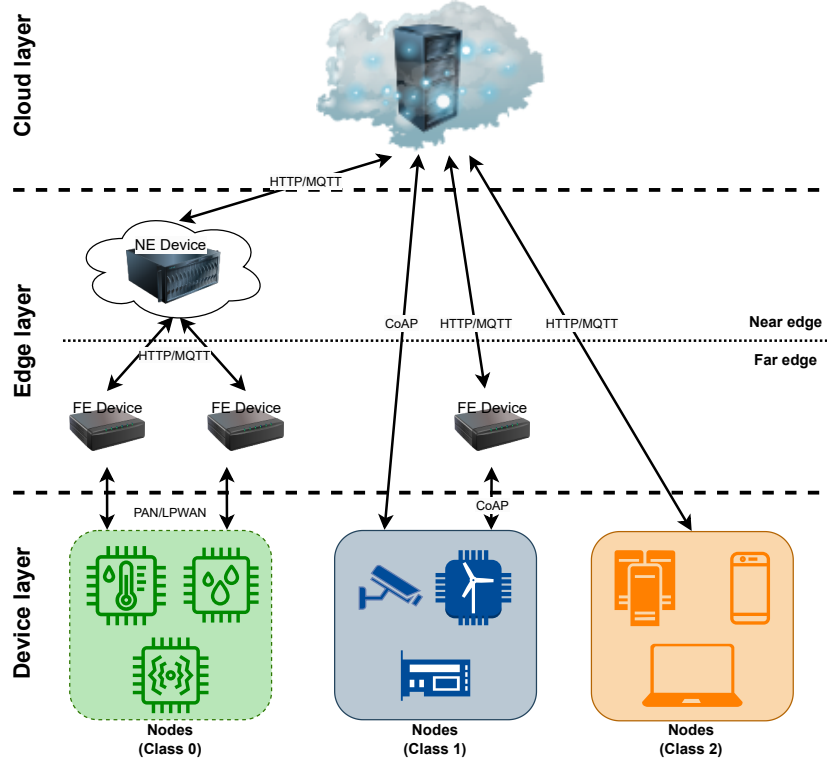 Cloud layer
HTTP/MQTT
Edge layer
NE Device
CoAP
HTTP/MQTT
HTTP/MQTT
Near edge
HTTP/MQTT
Far edge
FE Device
FE Device
FE Device
Device layer
PAN/LPWAN
CoAP
Nodes
(Class 0)
Nodes
(Class 1)
Nodes
(Class 2)